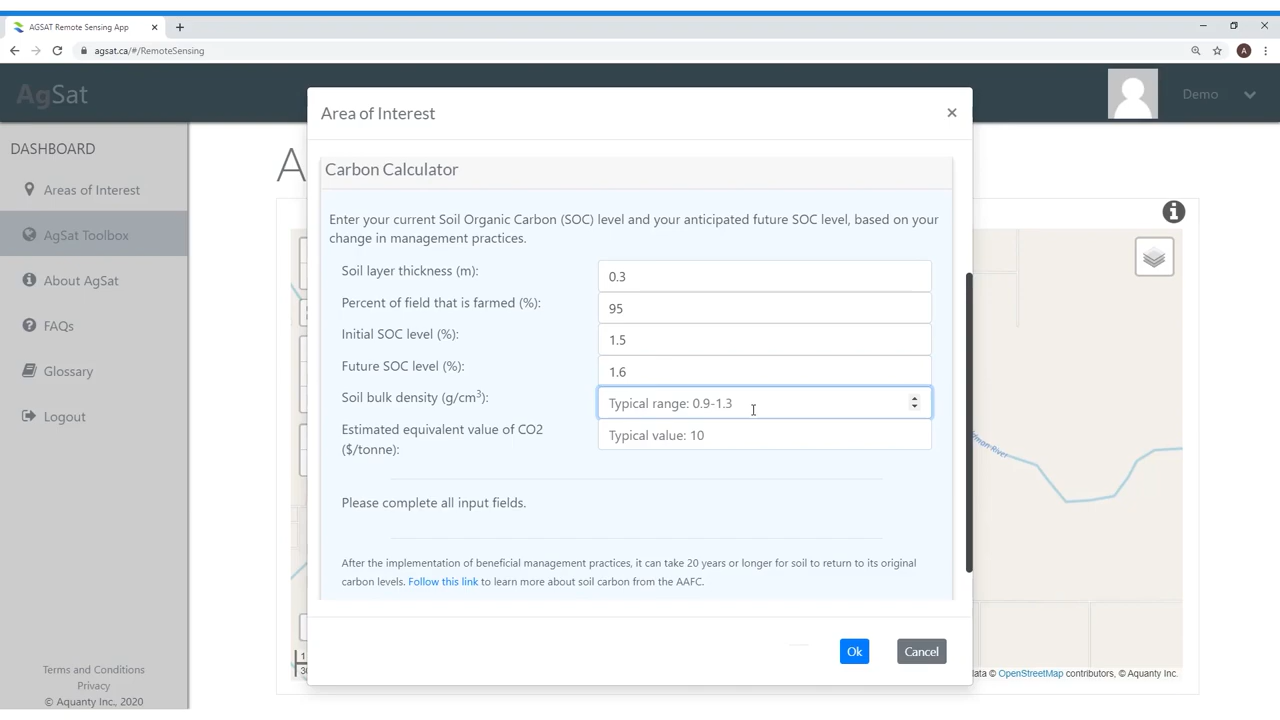 AGSAT Remote Sensing App
agsat.ca/#/RemoteSensing
A
AgSat
Demo
DASHBOARD
Areas of Interest
AgSat Toolbox
About AgSat
FAQs
Glossary
Logout
Terms and Conditions
Privacy
© Aquanty Inc., 2020
A
Area of Interest
×
Carbon Calculator
Enter your current Soil Organic Carbon (SOC) level and your anticipated future SOC level, based on your
change in management practices.
Soil layer thickness (m): 0.3
Percent of field that is farmed (%): 95
Initial SOC level (%): 1.5
Future SOC level (%): 1.6
Soil bulk density (g/cm³): Typical range: 0.9-1.3
Estimated equivalent value of CO2 Typical value: 10
($/tonne):
Please complete all input fields.
After the implementation of beneficial management practices, it can take 20 years or longer for soil to return to its original
carbon levels. Follow this link to learn more about soil carbon from the AAFC.
Ok
Cancel
River
OpenStreetMap contributors, © Aquanty Inc.